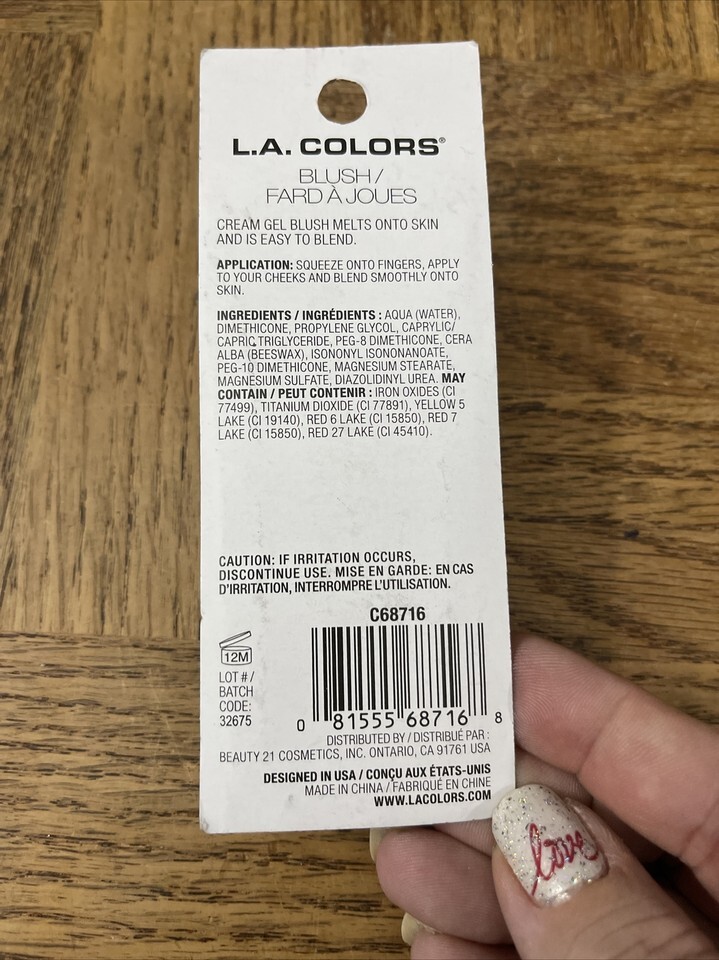 L.A. COLORS®
BLUSH /
FARD À JOUES
CREAM GEL BLUSH MELTS ONTO SKIN
AND IS EASY TO BLEND.
APPLICATION: SQUEEZE ONTO FINGERS, APPLY
TO YOUR CHEEKS AND BLEND SMOOTHLY ONTO
SKIN.
INGREDIENTS / INGRÉDIENTS : AQUA (WATER),
DIMETHICONE, PROPYLENE GLYCOL, CAPRYLIC/
CAPRIC TRIGLYCERIDE, PEG-8 DIMETHICONE, CERA
ALBA (BEESWAX), ISONONYL ISONONANOATE,
PEG-10 DIMETHICONE, MAGNESIUM STEARATE,
MAGNESIUM SULFATE, DIAZOLIDINYL UREA. MAY
CONTAIN / PEUT CONTENIR : IRON OXIDES (CI
77499), TITANIUM DIOXIDE (CI 77891), YELLOW 5
LAKE (CI 19140), RED 6 LAKE (CI 15850), RED 7
LAKE (CI 15850), RED 27 LAKE (CI 45410).
CAUTION: IF IRRITATION OCCURS,
DISCONTINUE USE. MISE EN GARDE: EN CAS
D'IRRITATION, INTERROMPRE L'UTILISATION.
C68716
12M
LOT # /
BATCH
CODE:
32675
0 81555 68716 8
DISTRIBUTED BY / DISTRIBUÉ PAR :
BEAUTY 21 COSMETICS, INC. ONTARIO, CA 91761 USA
DESIGNED IN USA / CONÇU AUX ÉTATS-UNIS
MADE IN CHINA / FABRIQUÉ EN CHINE
WWW.LACOLORS.COM
love